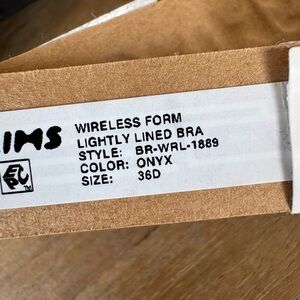 IMS
WIRELESS FORM
LIGHTLY LINED BRA
STYLE: BR-WRL-1889
COLOR: ONYX
SIZE: 36D